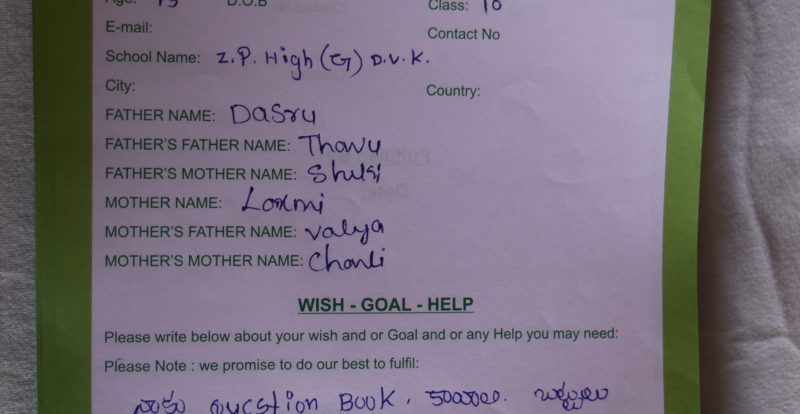 Age: 15 D.O.B Class: 10
E-mail: Contact No
School Name: Z.P. High (G) D.V.K.
City: Country:
FATHER NAME: Dasru
FATHER'S FATHER NAME: Thavu
FATHER'S MOTHER NAME:
MOTHER NAME: Laxmi
MOTHER'S FATHER NAME: Valya
MOTHER'S MOTHER NAME: Chanli
WISH - GOAL - HELP
Please write below about your wish and or Goal and or any Help you may need:
Please Note : we promise to do our best to fulfil:
నాకు question Book. కావాలి.